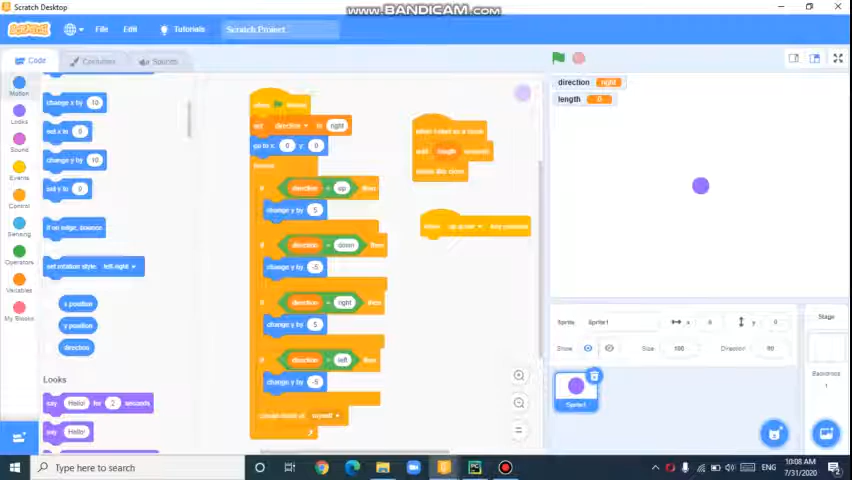 Scratch Desktop
WWW.BANDICAM.COM
SCRATCH
File Edit Tutorials Scratch Project
Code Costumes Sounds
Motion
Looks
Sound
Events
Control
Sensing
Operators
Variables
My Blocks
change x by 10
set x to 0
change y by 10
set y to 0
if on edge, bounce
set rotation style left-right
x position
y position
direction
Looks
say Hello! for 2 seconds
say Hello!
when clicked
set direction to right
go to x: 0 y: 0
forever
if direction = up then
change y by 5
if direction = down then
change y by -5
if direction = right then
change y by 5
if direction = left then
change y by -5
create clone of myself
when I start as a clone
wait length seconds
delete this clone
when up arrow key pressed
direction right
length 0
Sprite Sprite1 x y
Show Size Direction 90
Sprite1
Stage
Backdrops
1
Type here to search
ENG
10:08 AM
7/31/2020